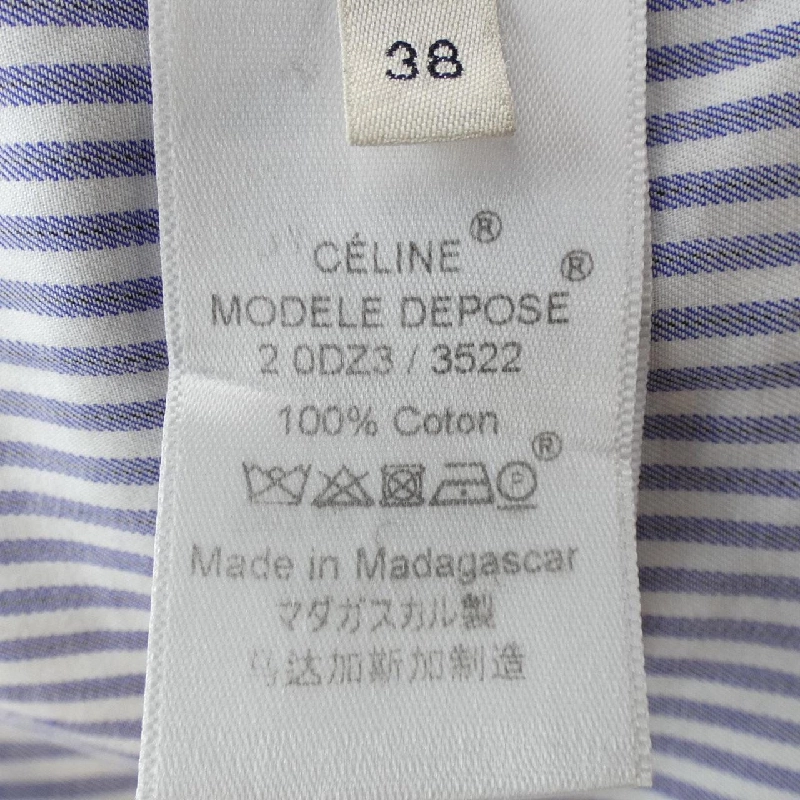 38
CÉLINE®
MODELE DEPOSE®
2 0DZ3 / 3522
100% Coton
P ®
Made in Madagascar
マダガスカル製
马达加斯加制造